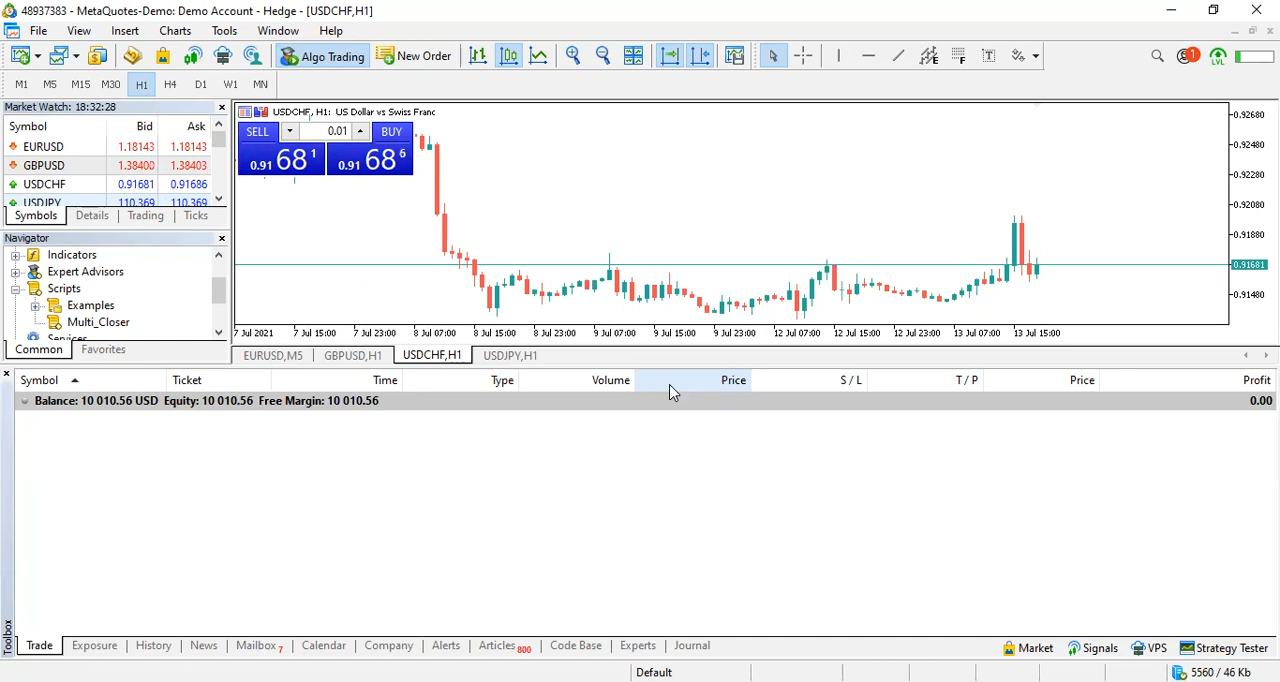 48937383 - MetaQuotes-Demo: Demo Account - Hedge - [USDCHF,H1]
File View Insert Charts Tools Window Help
Algo Trading New Order
1
LVL
M1 M5 M15 M30 H1 H4 D1 W1 MN
Market Watch: 18:32:28
Symbol Bid Ask
EURUSD 1.18143 1.18143
GBPUSD 1.38400 1.38403
USDCHF 0.91681 0.91686
USDJPY 110.369 110.369
Symbols Details Trading Ticks
Navigator
Indicators
Expert Advisors
Scripts
Examples
Multi_Closer
Services
Common Favorites
USDCHF, H1: US Dollar vs Swiss Franc
SELL 0.01 BUY
0.91 68 1 0.91 68 6
0.92680
0.92480
0.92280
0.92080
0.91880
0.91681
0.91480
7 Jul 2021 7 Jul 15:00 7 Jul 23:00 8 Jul 07:00 8 Jul 15:00 8 Jul 23:00 9 Jul 07:00 9 Jul 15:00 9 Jul 23:00 12 Jul 07:00 12 Jul 15:00 12 Jul 23:00 13 Jul 07:00 13 Jul 15:00
EURUSD,M5 GBPUSD,H1 USDCHF,H1 USDJPY,H1
Symbol Ticket Time Type Volume Price S / L T / P Price Profit
Balance: 10 010.56 USD Equity: 10 010.56 Free Margin: 10 010.56 0.00
Toolbox
Trade Exposure History News Mailbox 7 Calendar Company Alerts Articles 800 Code Base Experts Journal
Market Signals VPS Strategy Tester
Default 5560 / 46 Kb